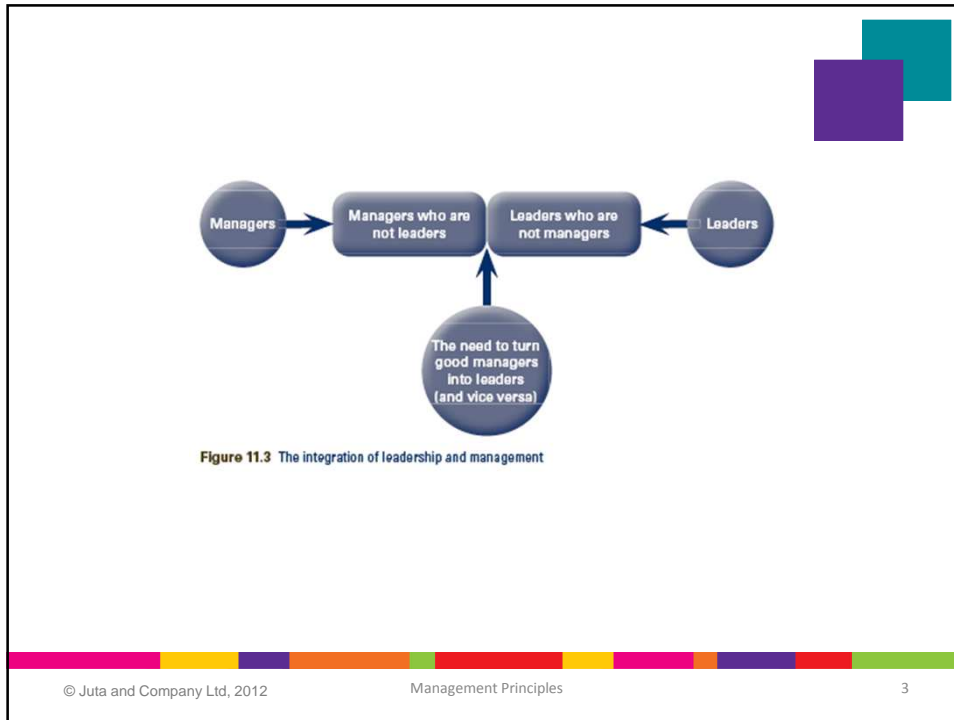 Managers
Managers who are
not leaders
Leaders who are
not managers
Leaders
The need to turn
good managers
into leaders
(and vice versa)
Figure 11.3 The integration of leadership and management
© Juta and Company Ltd, 2012
Management Principles
3